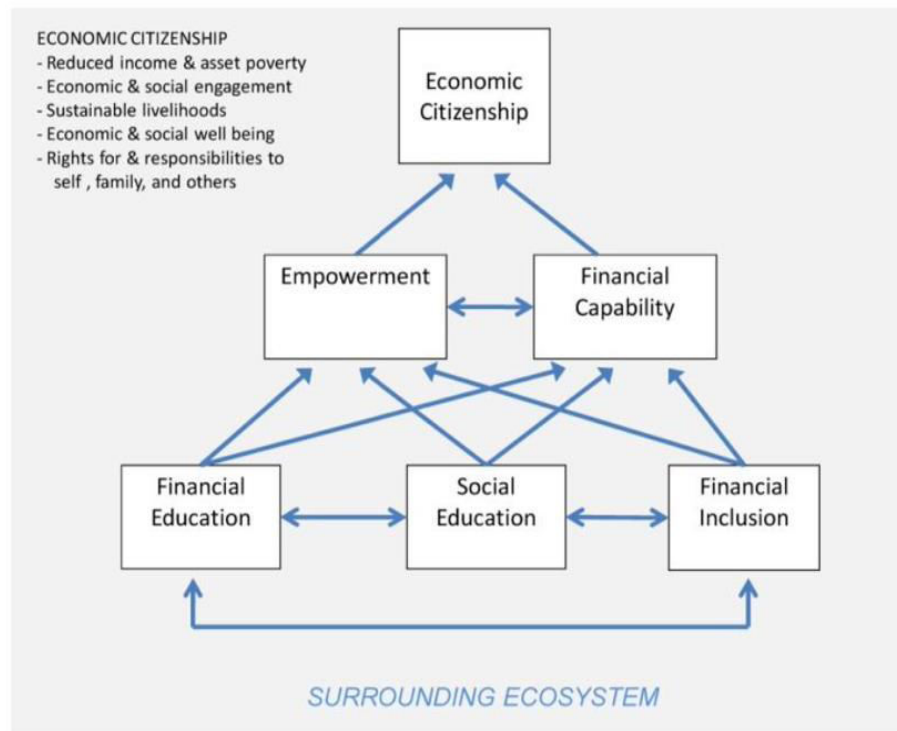 ECONOMIC CITIZENSHIP
- Reduced income & asset poverty
- Economic & social engagement
- Sustainable livelihoods
- Economic & social well being
- Rights for & responsibilities to
self , family, and others
Economic
Citizenship
Empowerment
Financial
Capability
Financial
Education
Social
Education
Financial
Inclusion
SURROUNDING ECOSYSTEM